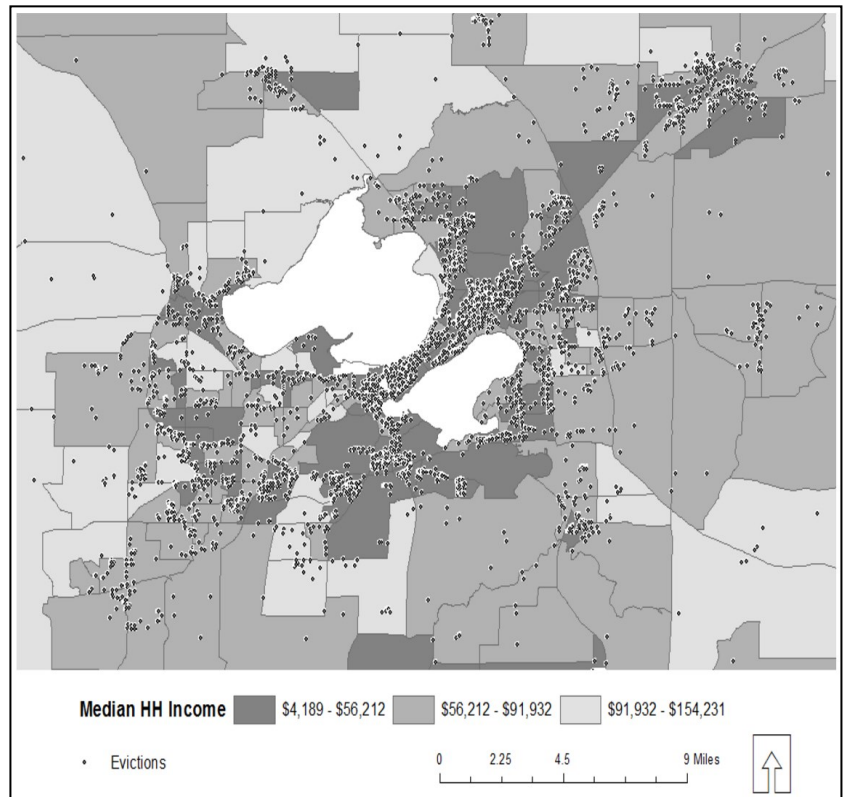 Median HH Income $4,189 - $56,212 $56,212 - $91,932 $91,932 - $154,231
Evictions
0 2.25 4.5 9 Miles